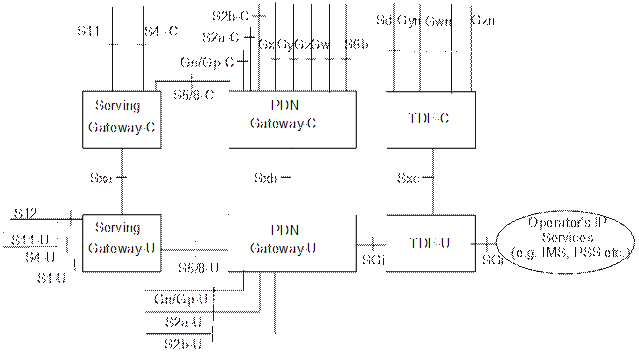 S2b-C
S11
S4 -C
S2a-C
Gx
Gy
Gz
Gw
S6b
Sd
Gyn
Gwn
Gzn
Gn/Gp-C
S5/8-C
Serving
Gateway-C
PDN
Gateway-C
TDF-C
Sxa
Sxb
Sxc
S12
S11-U
S4-U
S1-U
Serving
Gateway-U
S5/8-U
PDN
Gateway-U
SGi
TDF-U
SGi
Operator's IP
Services
(e.g. IMS, PSS etc.)
Gn/Gp-U
S2a-U
S2b-U